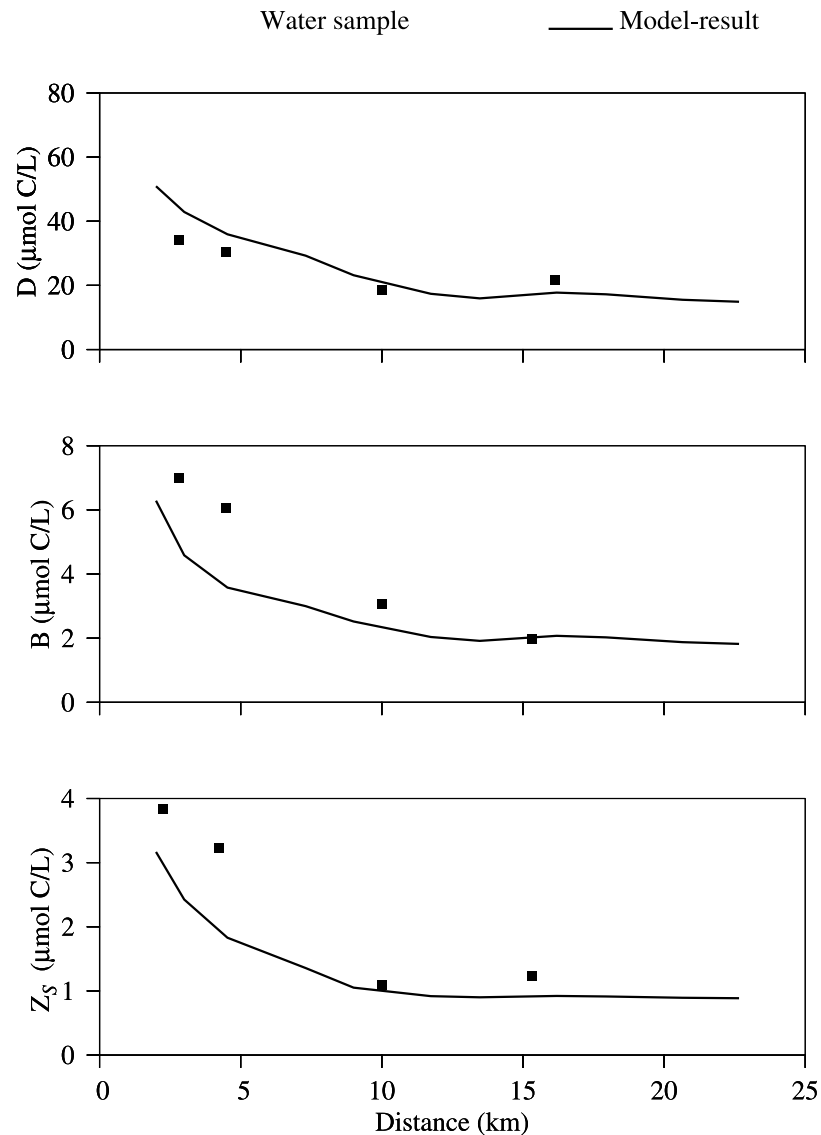 Water sample Model-result
80
60
40
20
0
D (μmol C/L)
8
6
4
2
0
B (μmol C/L)
4
3
2
1
0
Z_S (μmol C/L)
0 5 10 15 20 25
Distance (km)